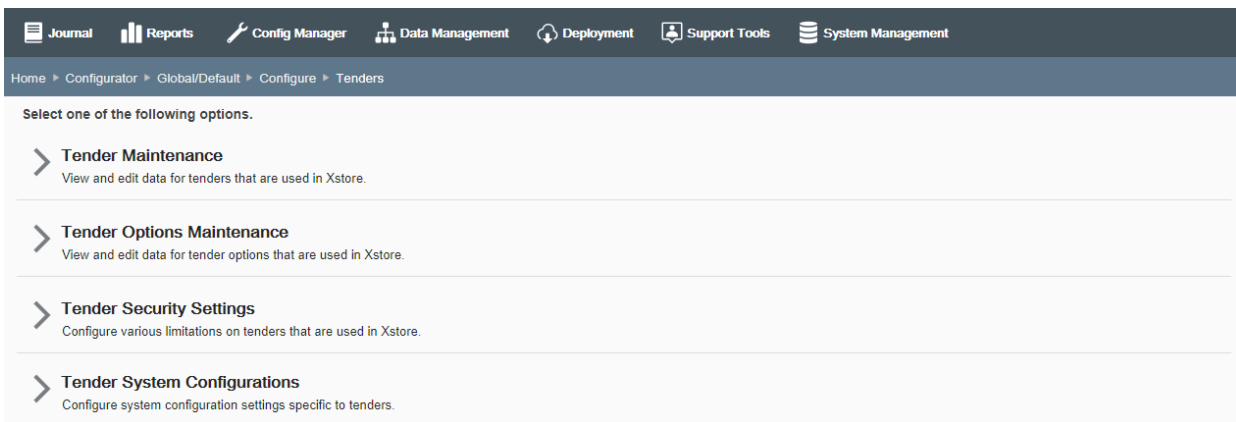 Journal Reports Config Manager Data Management Deployment Support Tools System Management
Home Configurator Global/Default Configure Tenders
Select one of the following options.
Tender Maintenance
View and edit data for tenders that are used in Xstore.
Tender Options Maintenance
View and edit data for tender options that are used in Xstore.
Tender Security Settings
Configure various limitations on tenders that are used in Xstore.
Tender System Configurations
Configure system configuration settings specific to tenders.